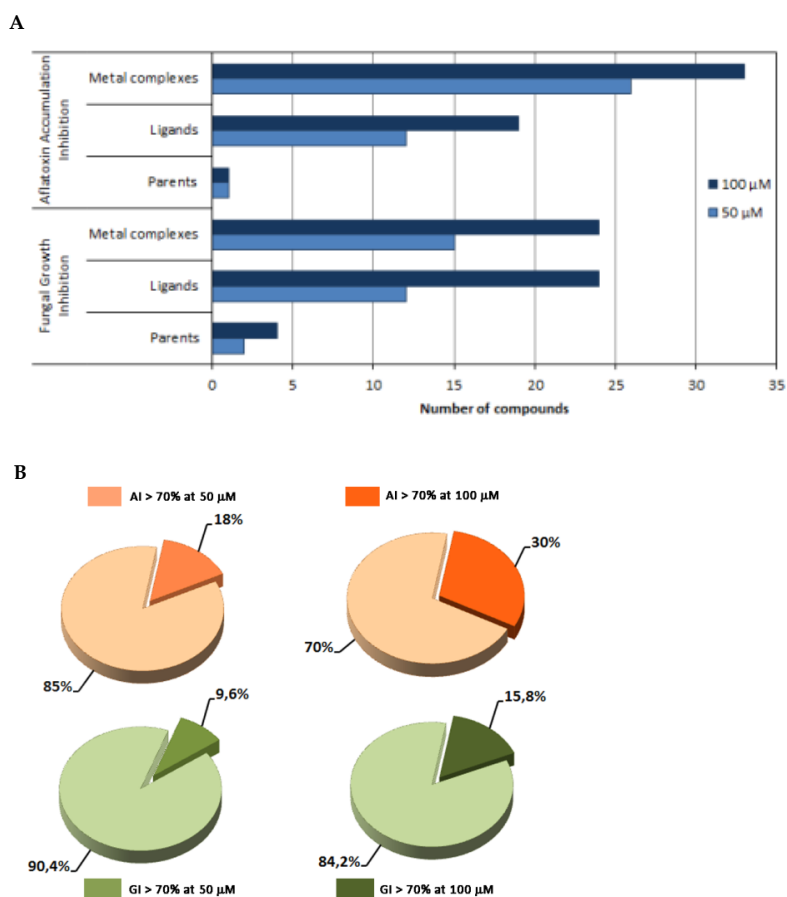 A
Aflatoxin Accumulation
Inhibition
Metal complexes
Ligands
Parents
Fungal Growth
Inhibition
Metal complexes
Ligands
Parents
100 µM
50 µM
0 5 10 15 20 25 30 35
Number of compounds
B
AI > 70% at 50 µM
AI > 70% at 100 µM
18%
85%
30%
70%
9,6%
90,4%
15,8%
84,2%
GI > 70% at 50 µM
GI > 70% at 100 µM